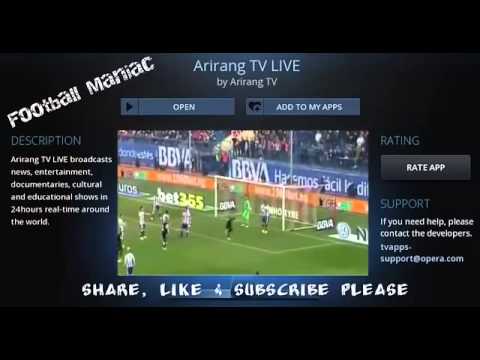 Football Maniac
Arirang TV LIVE
by Arirang TV
OPEN
ADD TO MY APPS
DESCRIPTION
Arirang TV LIVE broadcasts
news, entertainment,
documentaries, cultural
and educational shows in
24hours real-time around
the world.
BBVA
BBVA
bet365
RATING
RATE APP
SUPPORT
If you need help, please
contact the developers.
tvapps-
support@opera.com
SHARE, LIKE & SUBSCRIBE PLEASE